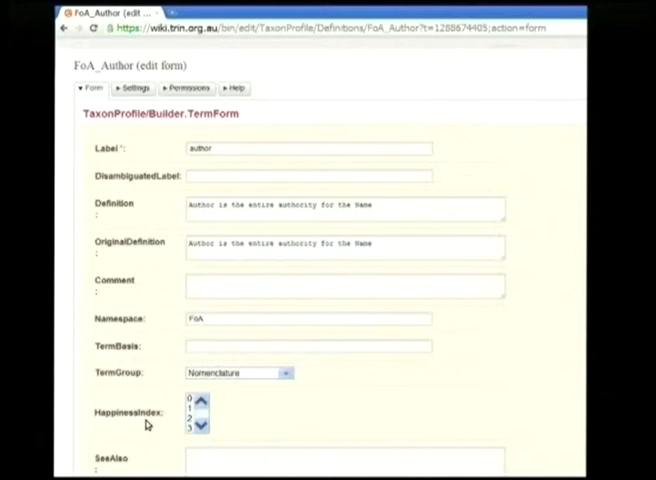 FoA_Author (edit ...
https://wiki.trin.org.au/bin/edit/TaxonProfile/Definitions/FoA_Author?t=1288674405;action=form
FoA_Author (edit form)
Form Settings Permissions Help
TaxonProfile/Builder.TermForm
Label *: author
DisambiguatedLabel:
Definition : Author is the entire authority for the Name
OriginalDefinition : Author is the entire authority for the Name
Comment :
Namespace: FoA
TermBasis:
TermGroup: Nomenclature
HappinessIndex: 0
1
2
3
SeeAlso :